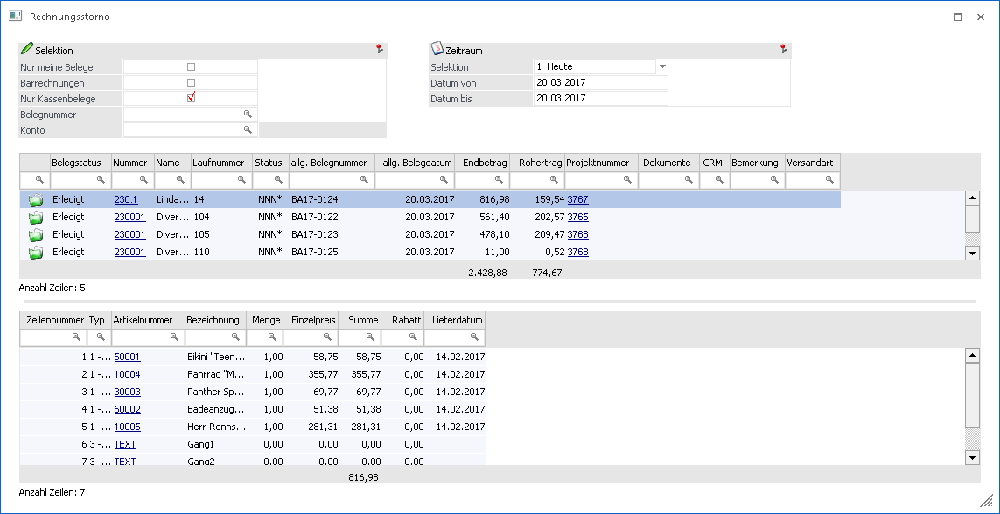 Rechnungsstorno
Selektion
Nur meine Belege
Barrechnungen
Nur Kassenbelege
Belegnummer
Konto
3 Zeitraum
Selektion 1 Heute
Datum von 20.03.2017
Datum bis 20.03.2017
Belegstatus Nummer Name Laufnummer Status allg. Belegnummer allg. Belegdatum Endbetrag Rohertrag Projektnummer Dokumente CRM Bemerkung Versandart
Erledigt 230.1 Linda... 14 NNN* BA17-0124 20.03.2017 816,98 159,54 3767
Erledigt 230001 Diver... 104 NNN* BA17-0122 20.03.2017 561,40 202,57 3765
Erledigt 230001 Diver... 105 NNN* BA17-0123 20.03.2017 478,10 209,47 3766
Erledigt 230001 Diver... 110 NNN* BA17-0125 20.03.2017 11,00 0,52 3768
2.428,88 774,67
Anzahl Zeilen: 5
Zeilennummer Typ Artikelnummer Bezeichnung Menge Einzelpreis Summe Rabatt Lieferdatum
1 1 -... 50001 Bikini "Teen... 1,00 58,75 58,75 0,00 14.02.2017
2 1 -... 10004 Fahrrad "M... 1,00 355,77 355,77 0,00 14.02.2017
3 1 -... 30003 Panther Sp... 1,00 69,77 69,77 0,00 14.02.2017
4 1 -... 50002 Badeanzug... 1,00 51,38 51,38 0,00 14.02.2017
5 1 -... 10005 Herr-Renns... 1,00 281,31 281,31 0,00 14.02.2017
6 3 -... TEXT Gang1 0,00 0,00 0,00 0,00
7 3 -... TEXT Gang2 0,00 0,00 0,00 0,00
816,98
Anzahl Zeilen: 7